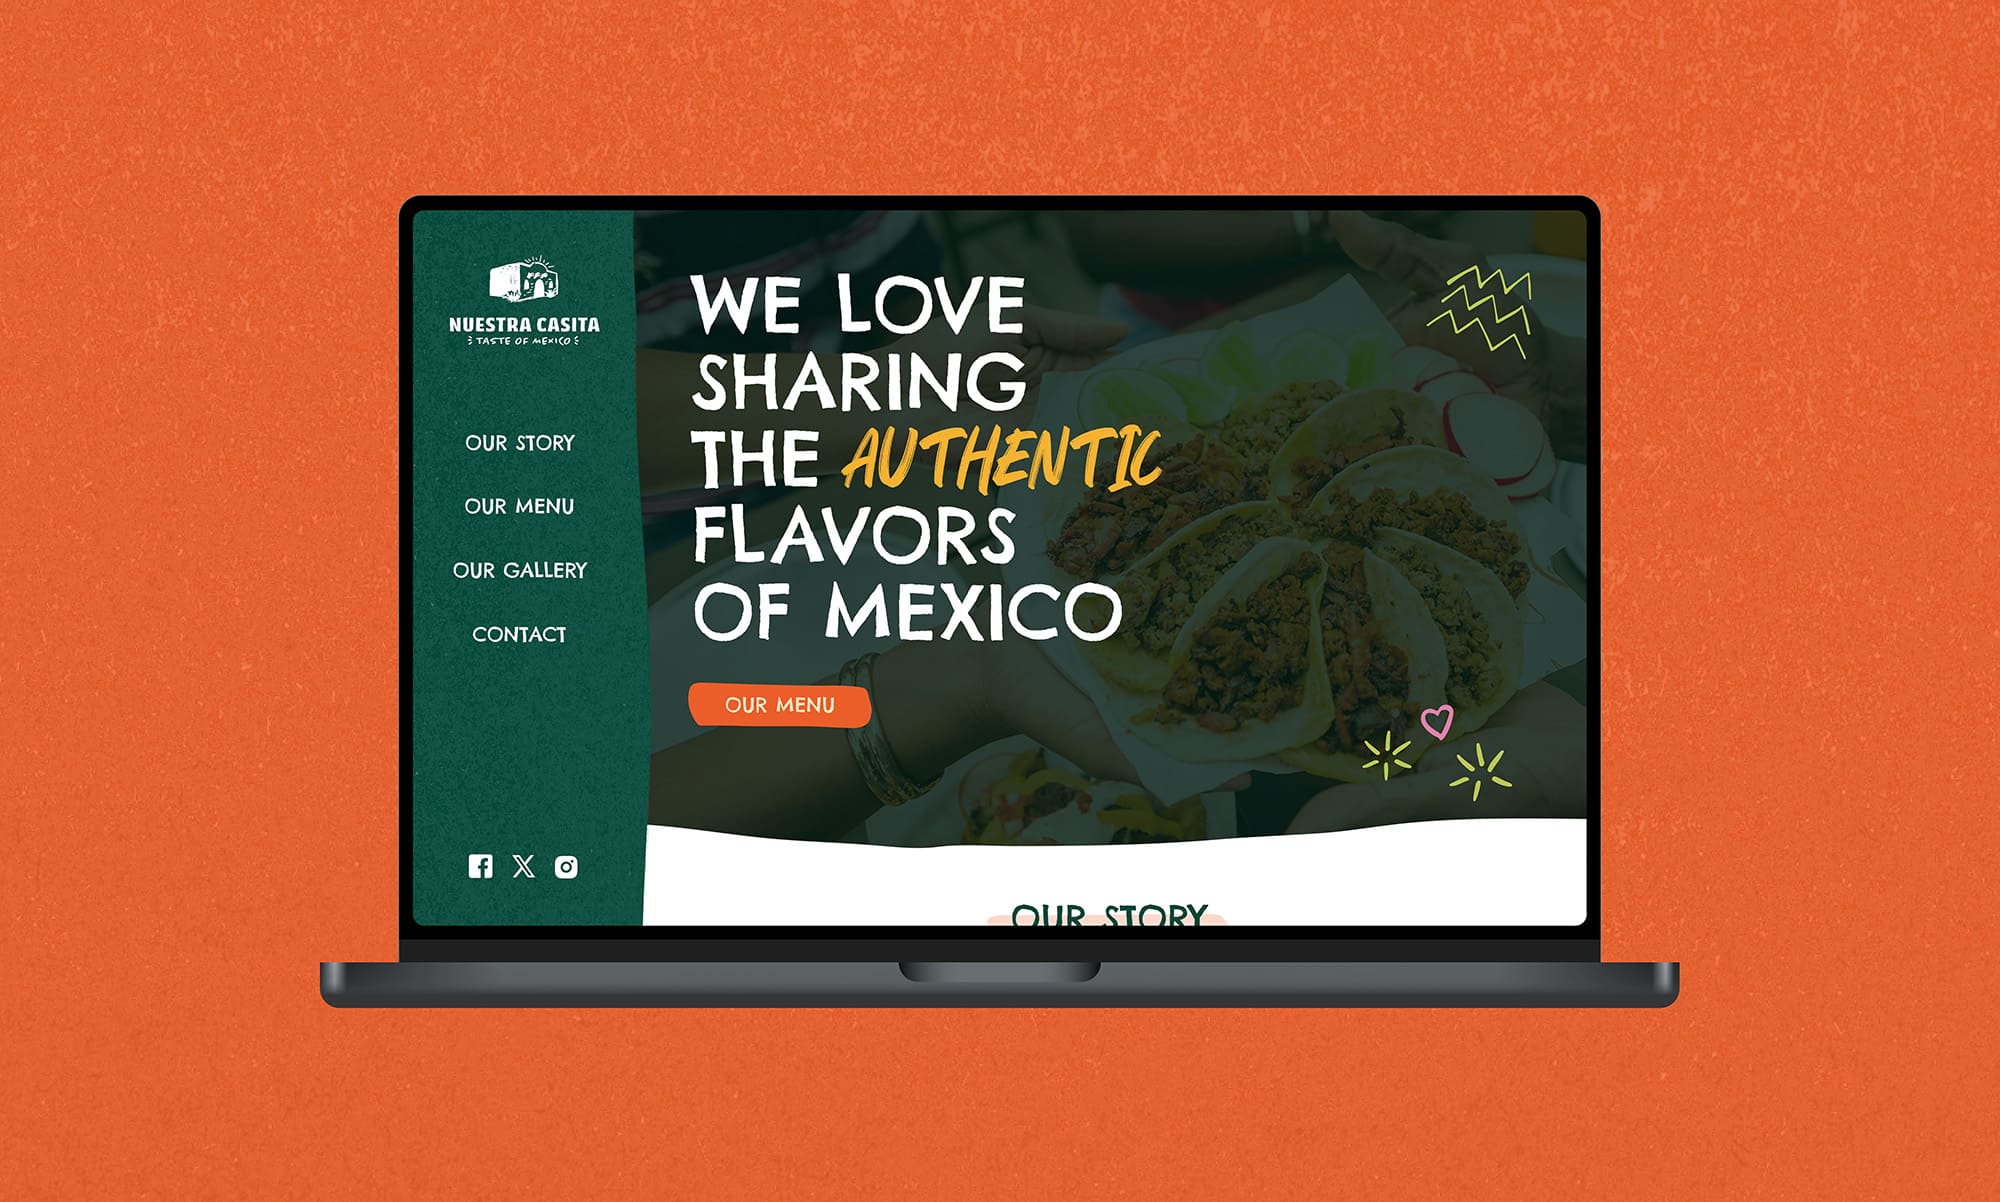 NUESTRA CASITA
TASTE OF MEXICO
OUR STORY
OUR MENU
OUR GALLERY
CONTACT
WE LOVE
SHARING
THE AUTHENTIC
FLAVORS
OF MEXICO
OUR MENU
OUR STORY